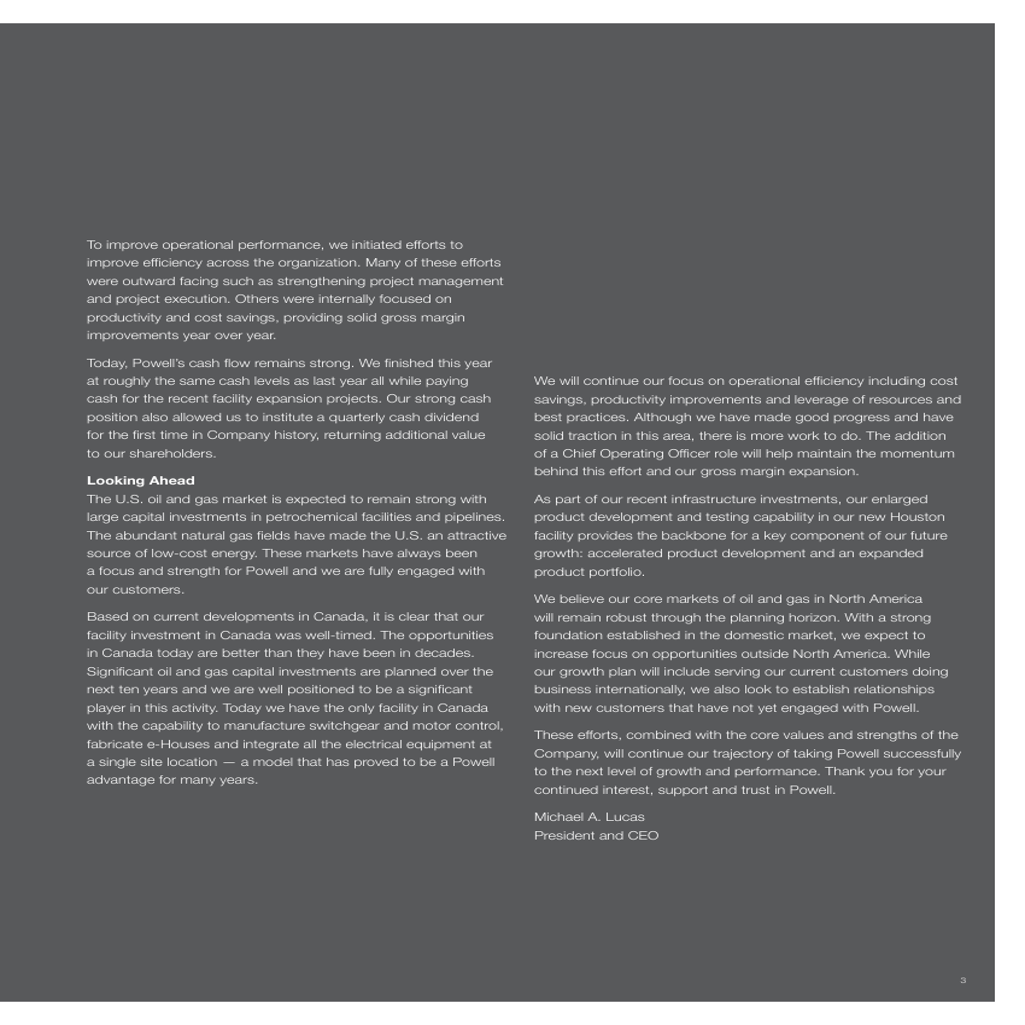 To improve operational performance, we initiated efforts to
improve efficiency across the organization. Many of these efforts
were outward facing such as strengthening project management
and project execution. Others were internally focused on
productivity and cost savings, providing solid gross margin
improvements year over year.
Today, Powell’s cash flow remains strong. We finished this year
at roughly the same cash levels as last year all while paying
cash for the recent facility expansion projects. Our strong cash
position also allowed us to institute a quarterly cash dividend
for the first time in Company history, returning additional value
to our shareholders.
Looking Ahead
The U.S. oil and gas market is expected to remain strong with
large capital investments in petrochemical facilities and pipelines.
The abundant natural gas fields have made the U.S. an attractive
source of low-cost energy. These markets have always been
a focus and strength for Powell and we are fully engaged with
our customers.
Based on current developments in Canada, it is clear that our
facility investment in Canada was well-timed. The opportunities
in Canada today are better than they have been in decades.
Significant oil and gas capital investments are planned over the
next ten years and we are well positioned to be a significant
player in this activity. Today we have the only facility in Canada
with the capability to manufacture switchgear and motor control,
fabricate e-Houses and integrate all the electrical equipment at
a single site location — a model that has proved to be a Powell
advantage for many years.
We will continue our focus on operational efficiency including cost
savings, productivity improvements and leverage of resources and
best practices. Although we have made good progress and have
solid traction in this area, there is more work to do. The addition
of a Chief Operating Officer role will help maintain the momentum
behind this effort and our gross margin expansion.
As part of our recent infrastructure investments, our enlarged
product development and testing capability in our new Houston
facility provides the backbone for a key component of our future
growth: accelerated product development and an expanded
product portfolio.
We believe our core markets of oil and gas in North America
will remain robust through the planning horizon. With a strong
foundation established in the domestic market, we expect to
increase focus on opportunities outside North America. While
our growth plan will include serving our current customers doing
business internationally, we also look to establish relationships
with new customers that have not yet engaged with Powell.
These efforts, combined with the core values and strengths of the
Company, will continue our trajectory of taking Powell successfully
to the next level of growth and performance. Thank you for your
continued interest, support and trust in Powell.
Michael A. Lucas
President and CEO
3